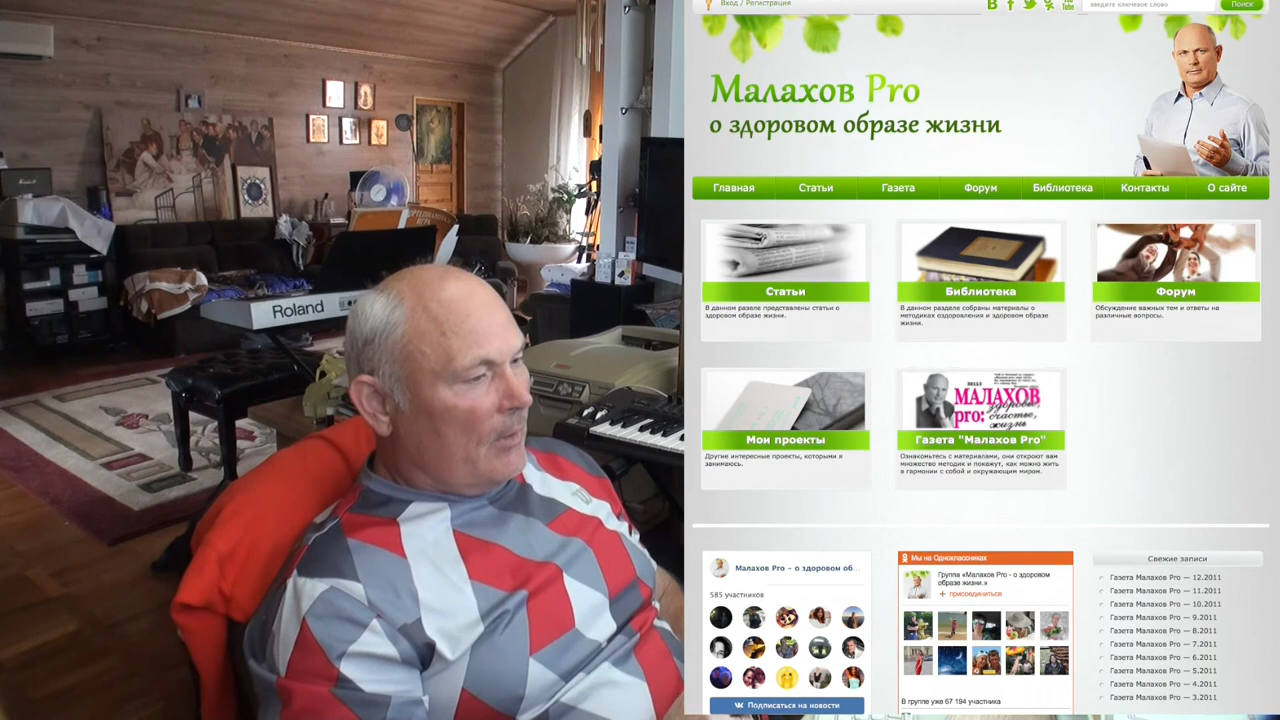 Вход / Регистрация
введите ключевое слово
Поиск
Малахов Pro
о здоровом образе жизни
Главная
Статьи
Газета
Форум
Библиотека
Контакты
О сайте
Статьи
В данном разеле представлены статьи о
здоровом образе жизни.
Библиотека
В данном разделе собраны материалы о
методиках оздоровления и здоровом образе
жизни.
Форум
Обсуждение важных тем и ответы на
различные вопросы.
Мои проекты
Другие интересные проекты, которыми я
занимаюсь.
МАЛАХОВ
pro:
здоровье,
счастье,
жизнь
Газета "Малахов Pro"
Ознакомьтесь с материалами, они откроют вам
множество методик и покажут, как можно жить
в гармонии с собой и окружающим миром.
Roland
Малахов Pro – о здоровом об...
585 участников
Подписаться на новости
Мы на Одноклассниках
Группа «Малахов Pro - о здоровом
образе жизни.»
+ присоединиться
В группе уже 67 194 участника
Свежие записи
Газета Малахов Pro — 12.2011
Газета Малахов Pro — 11.2011
Газета Малахов Pro — 10.2011
Газета Малахов Pro — 9.2011
Газета Малахов Pro — 8.2011
Газета Малахов Pro — 7.2011
Газета Малахов Pro — 6.2011
Газета Малахов Pro — 5.2011
Газета Малахов Pro — 4.2011
Газета Малахов Pro — 3.2011